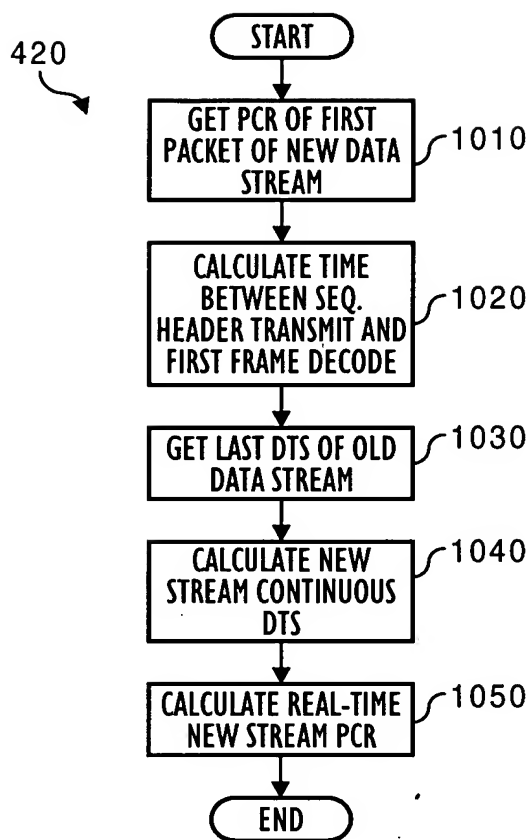 START
420
GET PCR OF FIRST
PACKET OF NEW DATA
STREAM
1010
CALCULATE TIME
BETWEEN SEQ.
HEADER TRANSMIT AND
FIRST FRAME DECODE
1020
GET LAST DTS OF OLD
DATA STREAM
1030
CALCULATE NEW
STREAM CONTINUOUS
DTS
1040
CALCULATE REAL-TIME
NEW STREAM PCR
1050
END